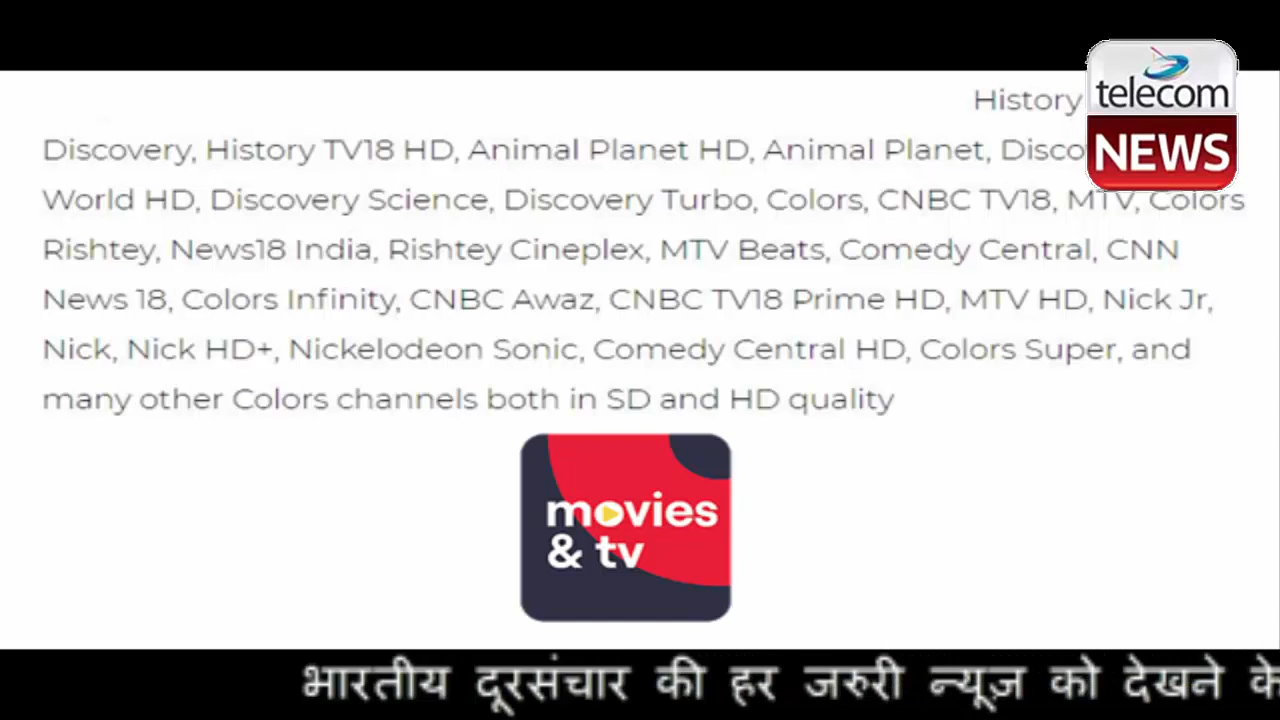 History
telecom
NEWS
Discovery, History TV18 HD, Animal Planet HD, Animal Planet,
World HD, Discovery Science, Discovery Turbo, Colors, CNBC TV18, MTV, Colors
Rishtey, News18 India, Rishtey Cineplex, MTV Beats, Comedy Central, CNN
News 18, Colors Infinity, CNBC Awaz, CNBC TV18 Prime HD, MTV HD, Nick Jr,
Nick, Nick HD+, Nickelodeon Sonic, Comedy Central HD, Colors Super, and
many other Colors channels both in SD and HD quality
movies
& tv
भारतीय दूरसंचार की हर जरुरी न्यूज़ को देखने